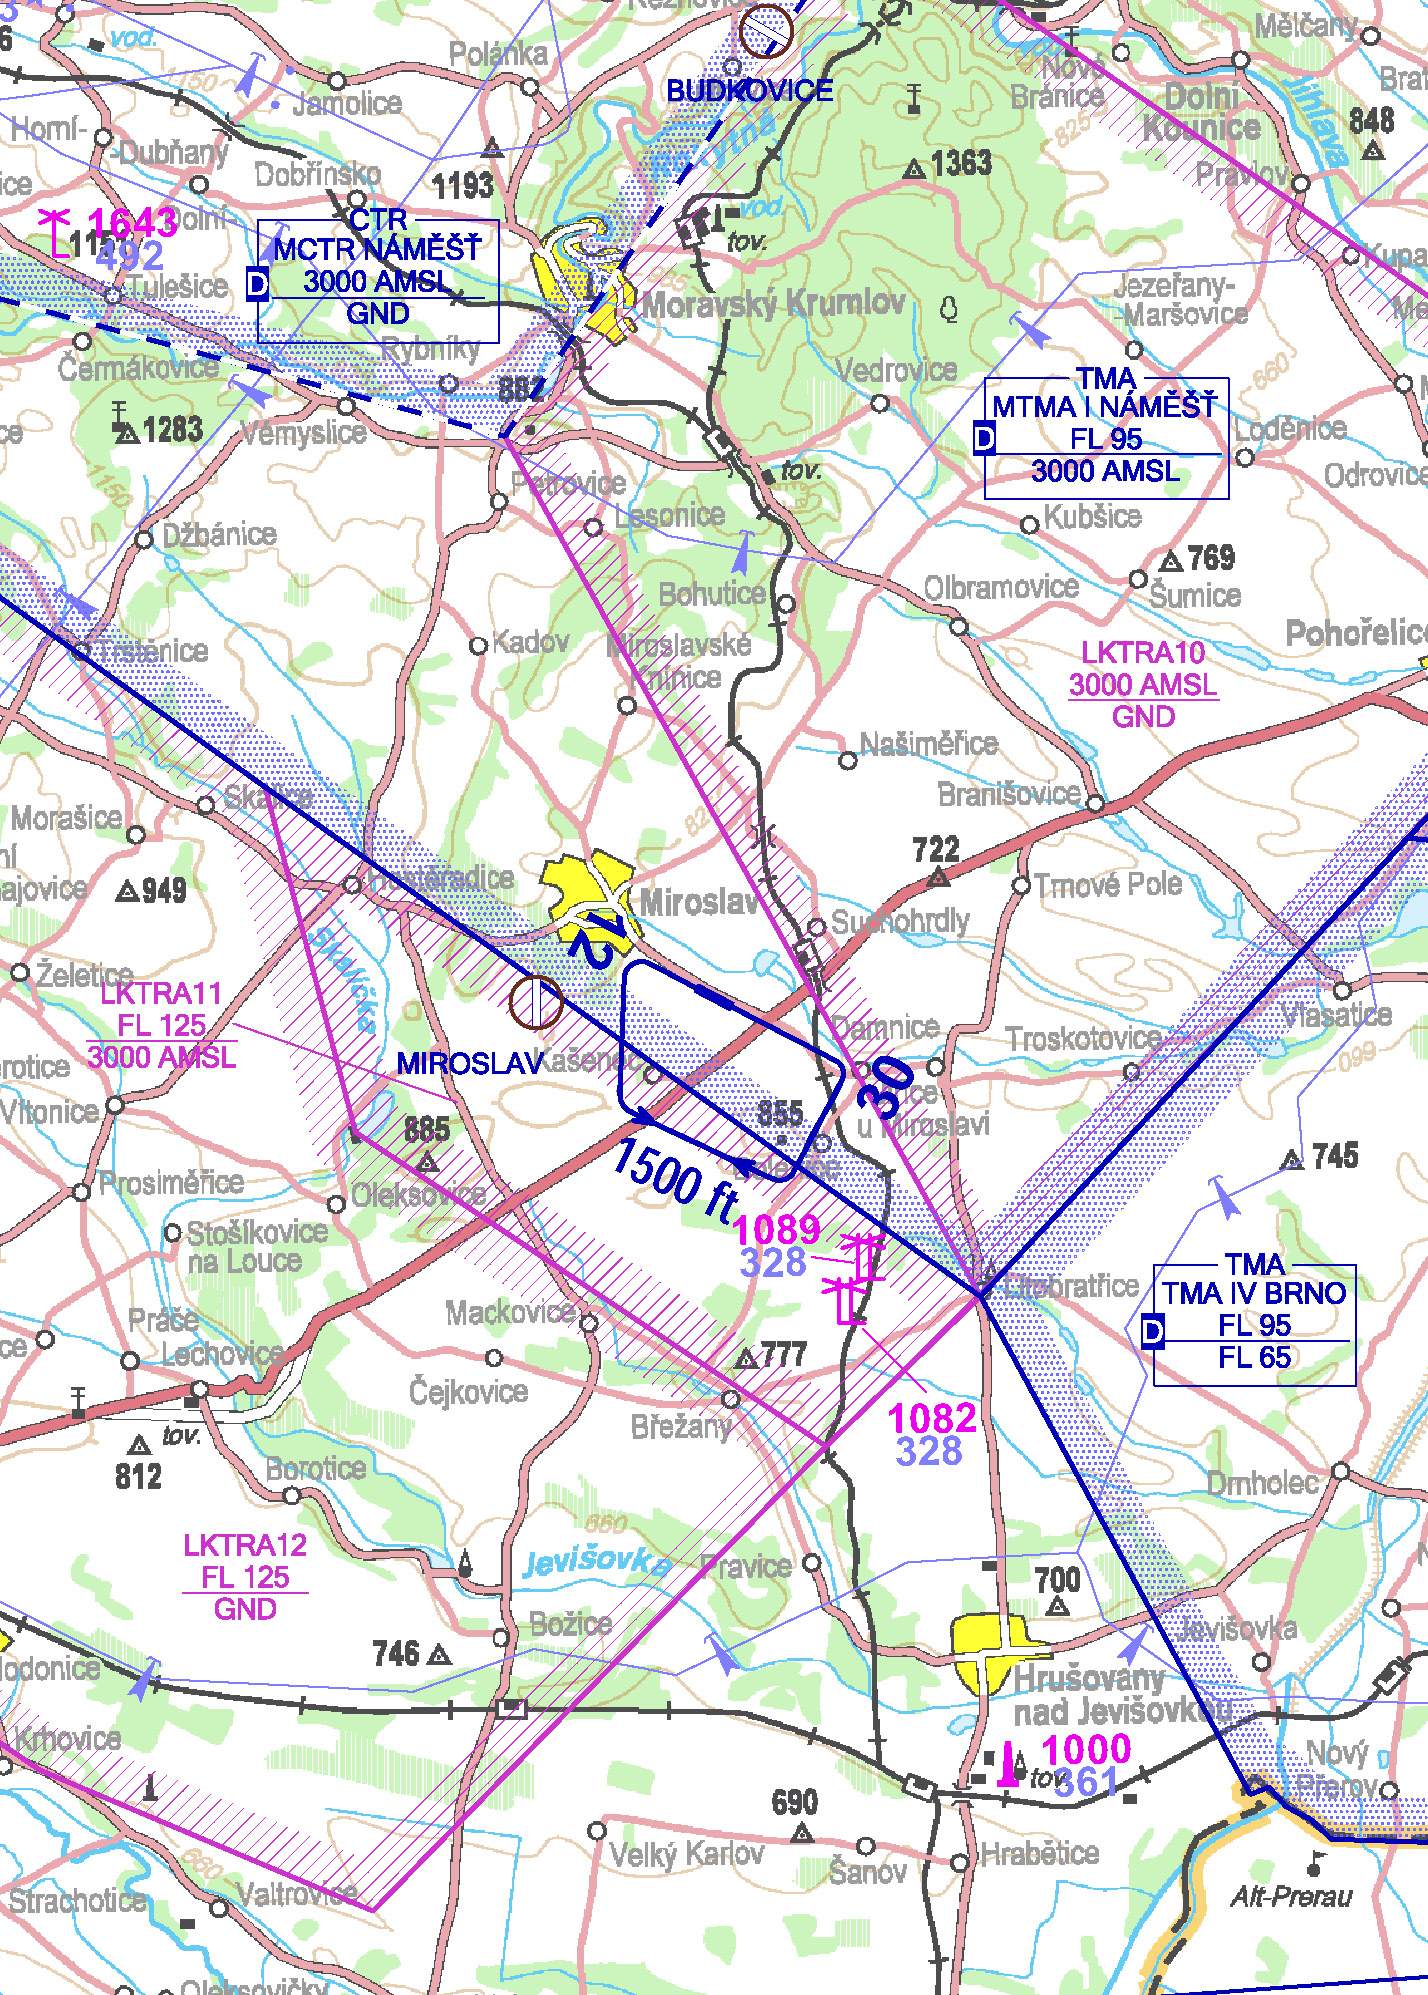 vod.
Polánka
Jamolice
BUDKOVICE
Nové
Bránice
Dolní
Kounice
Mělčany
848
Jihlava
Pravlov
Horní-
-Dubňany
Dobřínsko
1193
1363
1643
492
Tulešice
Dolní-
CTR
MCTR NÁMĚŠŤ
3000 AMSL
GND
D
vod.
tov.
Rokytná
Moravský Krumlov
Jezeřany-
-Maršovice
Čermákovice
Rybníky
882
Vedrovice
660
1283
Vémyslice
TMA
MTMA I NÁMĚŠŤ
FL 95
3000 AMSL
D
Loděnice
Odrovice
tov.
Petrovice
Lesonice
Kubšice
Džbánice
769
Šumice
Bohutice
Olbramovice
Trstěnice
Kadov
Miroslavské
Knínice
Pohořelice
LKTRA10
3000 AMSL
GND
Našiměřice
Branišovice
Morašice
Skalice
722
949
Hostěradice
Miroslav
Trnové Pole
Suchohrdly
Želetice
12
Skalička
LKTRA11
FL 125
3000 AMSL
Vlasatice
Damnice
Troskotovice
660
MIROSLAV
Kašenec
30
Vítonice
885
855
u Miroslavi
745
Prosiměřice
Oleksovice
1500 ft
Stošíkovice
na Louce
1089
328
Litobratřice
TMA
TMA IV BRNO
FL 95
FL 65
D
Mackovice
Práče
Lechovice
777
Čejkovice
Břežany
1082
328
tov.
812
Borotice
Drnholec
LKTRA12
FL 125
GND
660
Jevišovka
Pravice
700
Božice
Jevišovka
746
Hrušovany
nad Jevišovkou
Krhovice
1000
361
tov.
Nový
Přerov
690
Velký Karlov
Šanov
Hrabětice
660
Strachotice
Valtrovice
Alt-Prerau
Oleksovičky